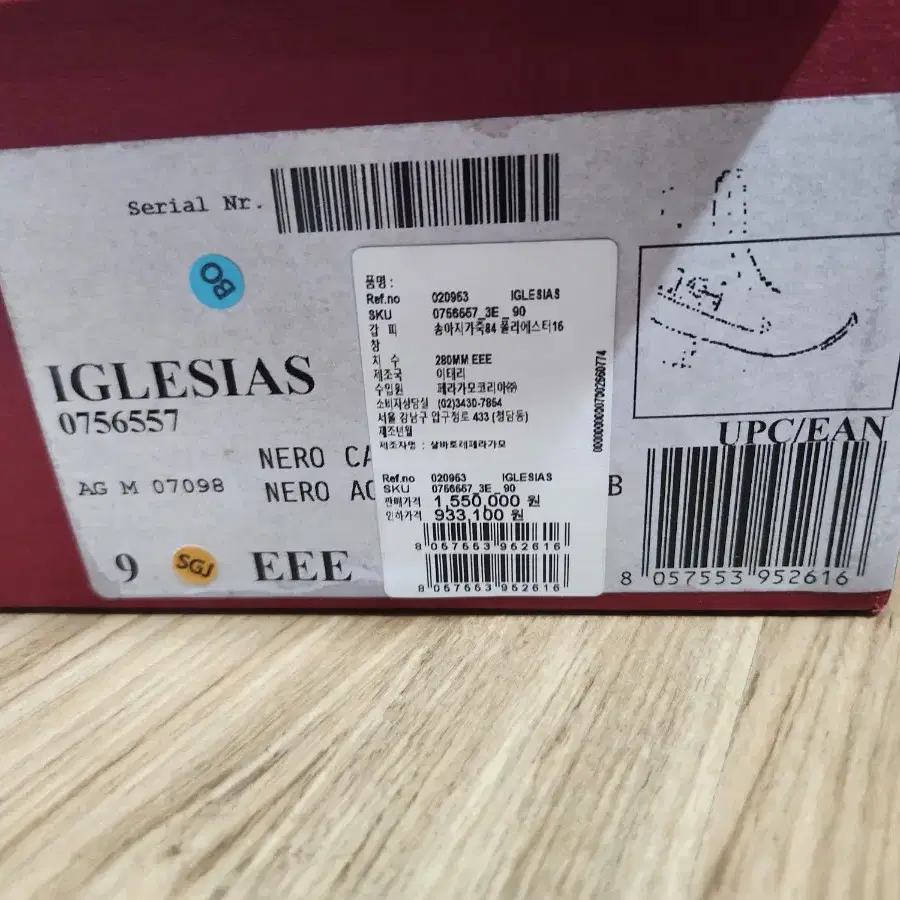 Serial Nr.
BO
IGLESIAS
0756557
NERO CA
AG M 07098
NERO AC
B
9
SGJ
EEE
품명 :
Ref.no 020953 IGLESIAS
SKU 0756557_3E_ 90
갑 피 송아지가죽84 폴리에스터16
창
치 수 280MM EEE
제조국 이태리
수입원 페라가모코리아㈜
소비자상담실 (02)3430-7854
서울 강남구 압구정로 433 (청담동)
제조년월
제조자명 : 살바토레페라가모
Ref.no 020953 IGLESIAS
SKU 0756557_3E_ 90
판매가격 1,550,000 원
인하가격 933,100 원
8 057553 952616
8 057553 952616
UPC/EAN
8 057553 952616